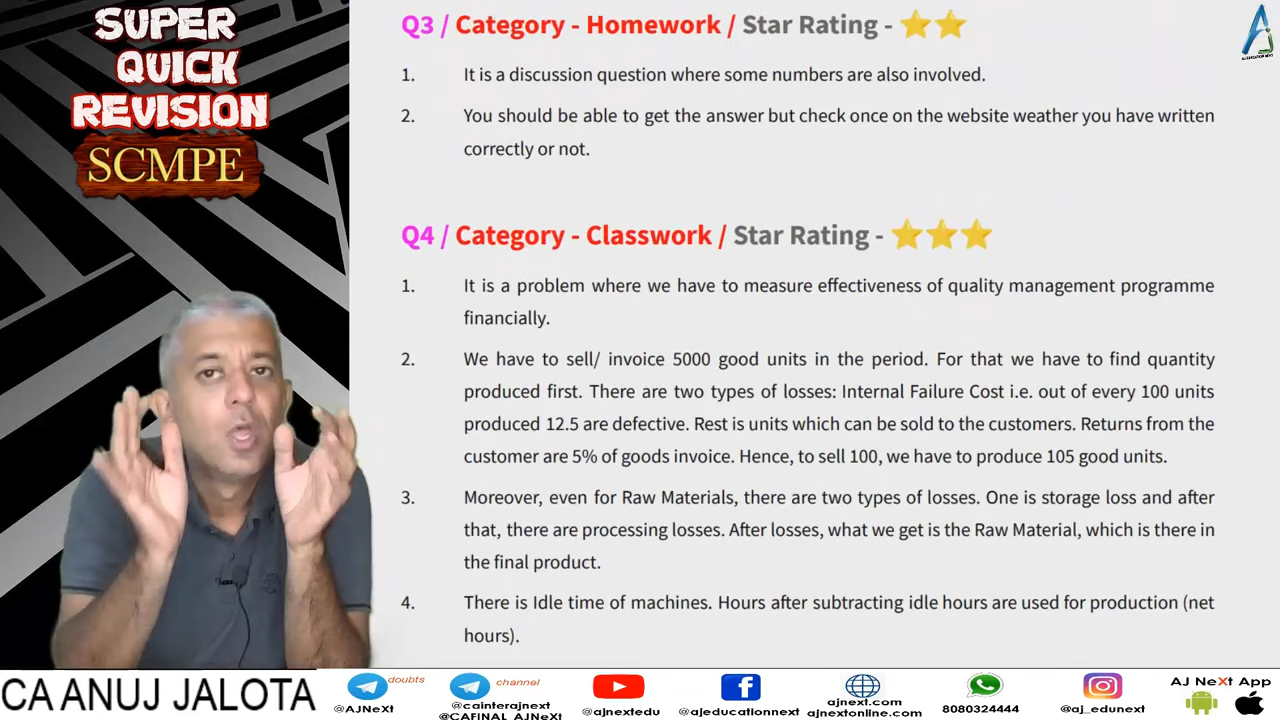 SUPER
QUICK
REVISION
SCMPE
Q3 / Category - Homework / Star Rating -
1. It is a discussion question where some numbers are also involved.
2. You should be able to get the answer but check once on the website weather you have written
correctly or not.
Q4 / Category - Classwork / Star Rating -
1. It is a problem where we have to measure effectiveness of quality management programme
financially.
2. We have to sell/ invoice 5000 good units in the period. For that we have to find quantity
produced first. There are two types of losses: Internal Failure Cost i.e. out of every 100 units
produced 12.5 are defective. Rest is units which can be sold to the customers. Returns from the
customer are 5% of goods invoice. Hence, to sell 100, we have to produce 105 good units.
3. Moreover, even for Raw Materials, there are two types of losses. One is storage loss and after
that, there are processing losses. After losses, what we get is the Raw Material, which is there in
the final product.
4. There is Idle time of machines. Hours after subtracting idle hours are used for production (net
hours).
CA ANUJ JALOTA
doubts
@AJNeXt
channel
@cainterajnext
@CAFINAL_AJNeXt
@ajnextedu
@ajeducationnext
ajnext.com
ajnextonline.com
8080324444
@aj_edunext
AJ NeXt App